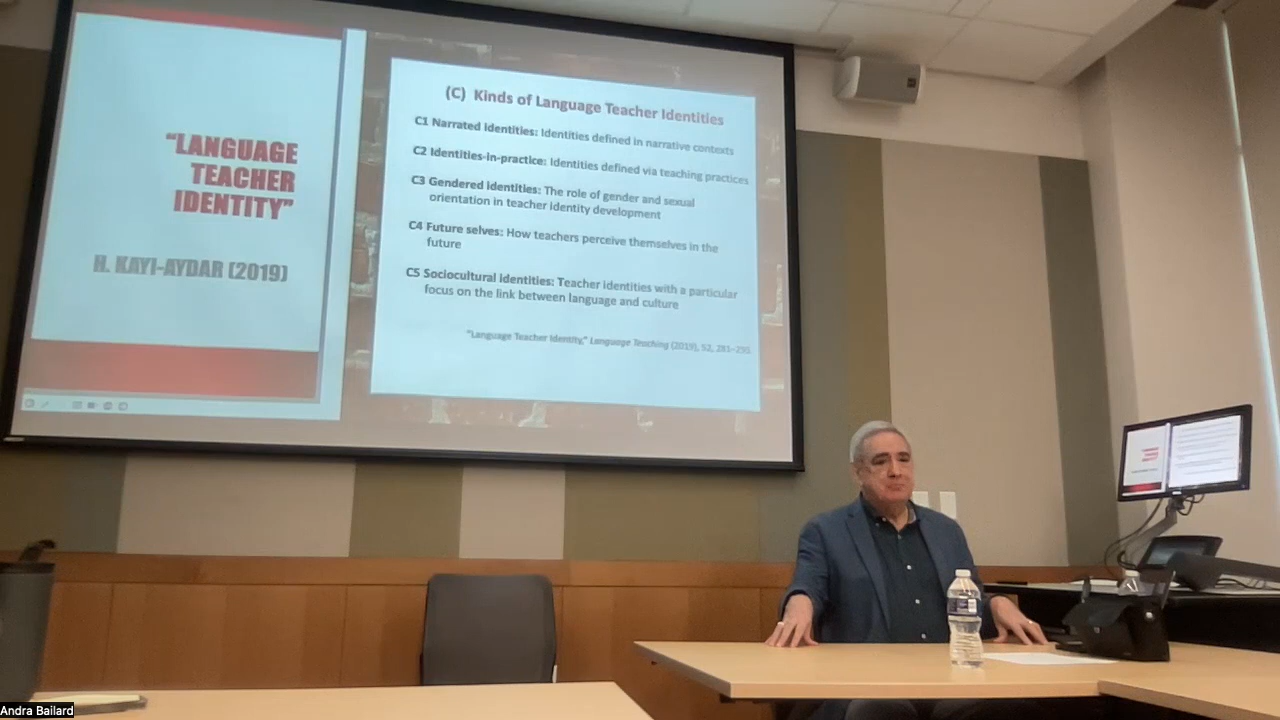 “LANGUAGE
TEACHER
IDENTITY”
H. KAYI-AYDAR (2019)
(C) Kinds of Language Teacher Identities
C1 Narrated identities: Identities defined in narrative contexts
C2 Identities-in-practice: Identities defined via teaching practices
C3 Gendered identities: The role of gender and sexual
orientation in teacher identity development
C4 Future selves: How teachers perceive themselves in the
future
C5 Sociocultural identities: Teacher identities with a particular
focus on the link between language and culture
“Language Teacher Identity,” Language Teaching (2019), 52, 281–295.
Andra Bailard